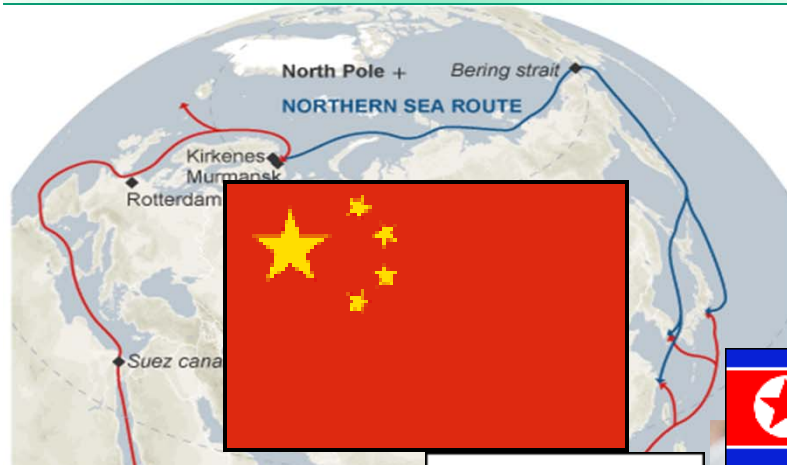 North Pole + Bering strait
NORTHERN SEA ROUTE
Kirkenes
Murmansk
Rotterdam
Suez cana